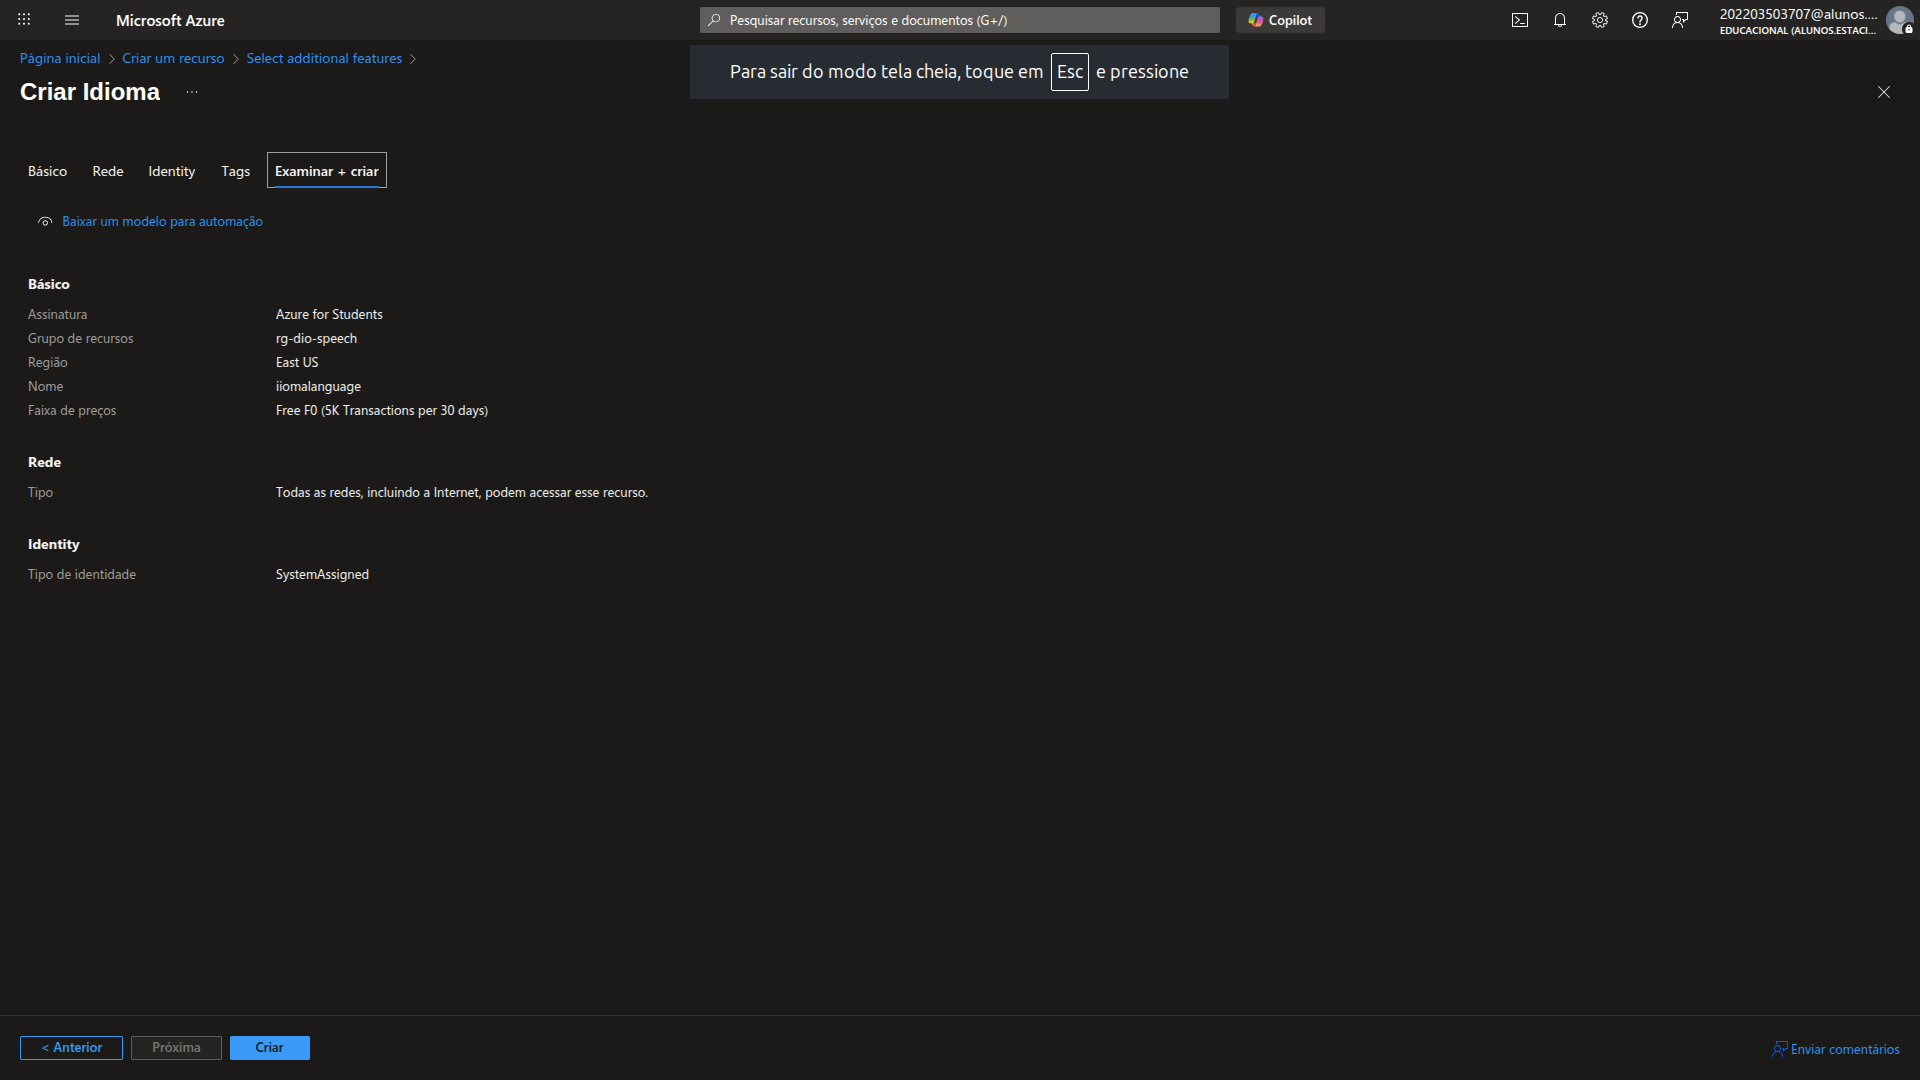 Microsoft Azure
Pesquisar recursos, serviços e documentos (G+/)
Copilot
202203503707@alunos....
EDUCACIONAL (ALUNOS.ESTACI...
Página inicial > Criar um recurso > Select additional features >
Para sair do modo tela cheia, toque em Esc e pressione
Criar Idioma ...
Básico Rede Identity Tags Examinar + criar
Baixar um modelo para automação
Básico
Assinatura Azure for Students
Grupo de recursos rg-dio-speech
Região East US
Nome iiomalanguage
Faixa de preços Free F0 (5K Transactions per 30 days)
Rede
Tipo Todas as redes, incluindo a Internet, podem acessar esse recurso.
Identity
Tipo de identidade SystemAssigned
< Anterior Próxima Criar
Enviar comentários